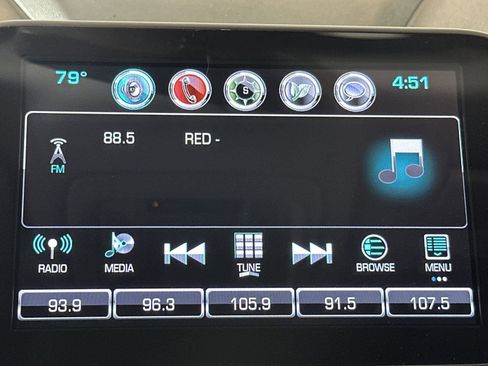 79° S 4:51
88.5 RED -
FM
RADIO MEDIA TUNE BROWSE MENU
93.9 96.3 105.9 91.5 107.5